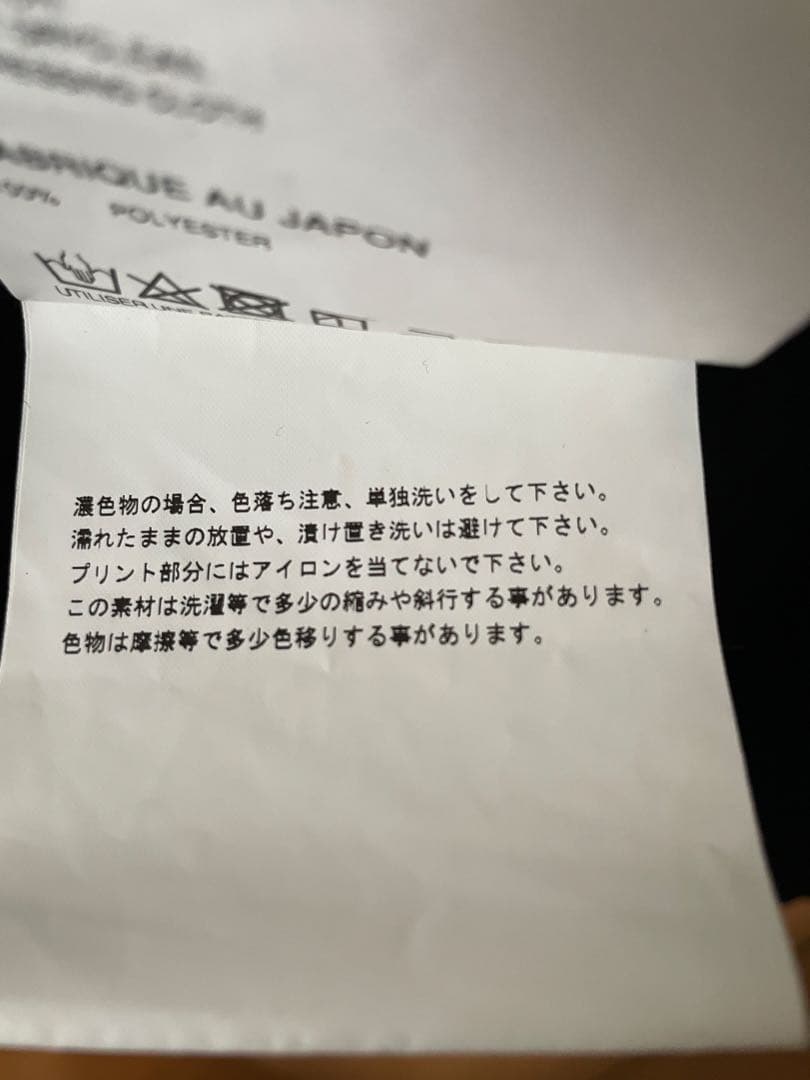 FABRIQUE AU JAPON
100% POLYESTER
UTILISER UNE
濃色物の場合、色落ち注意、単独洗いをして下さい。
濡れたままの放置や、漬け置き洗いは避けて下さい。
プリント部分にはアイロンを当てないで下さい。
この素材は洗濯等で多少の縮みや斜行する事があります。
色物は摩擦等で多少色移りする事があります。